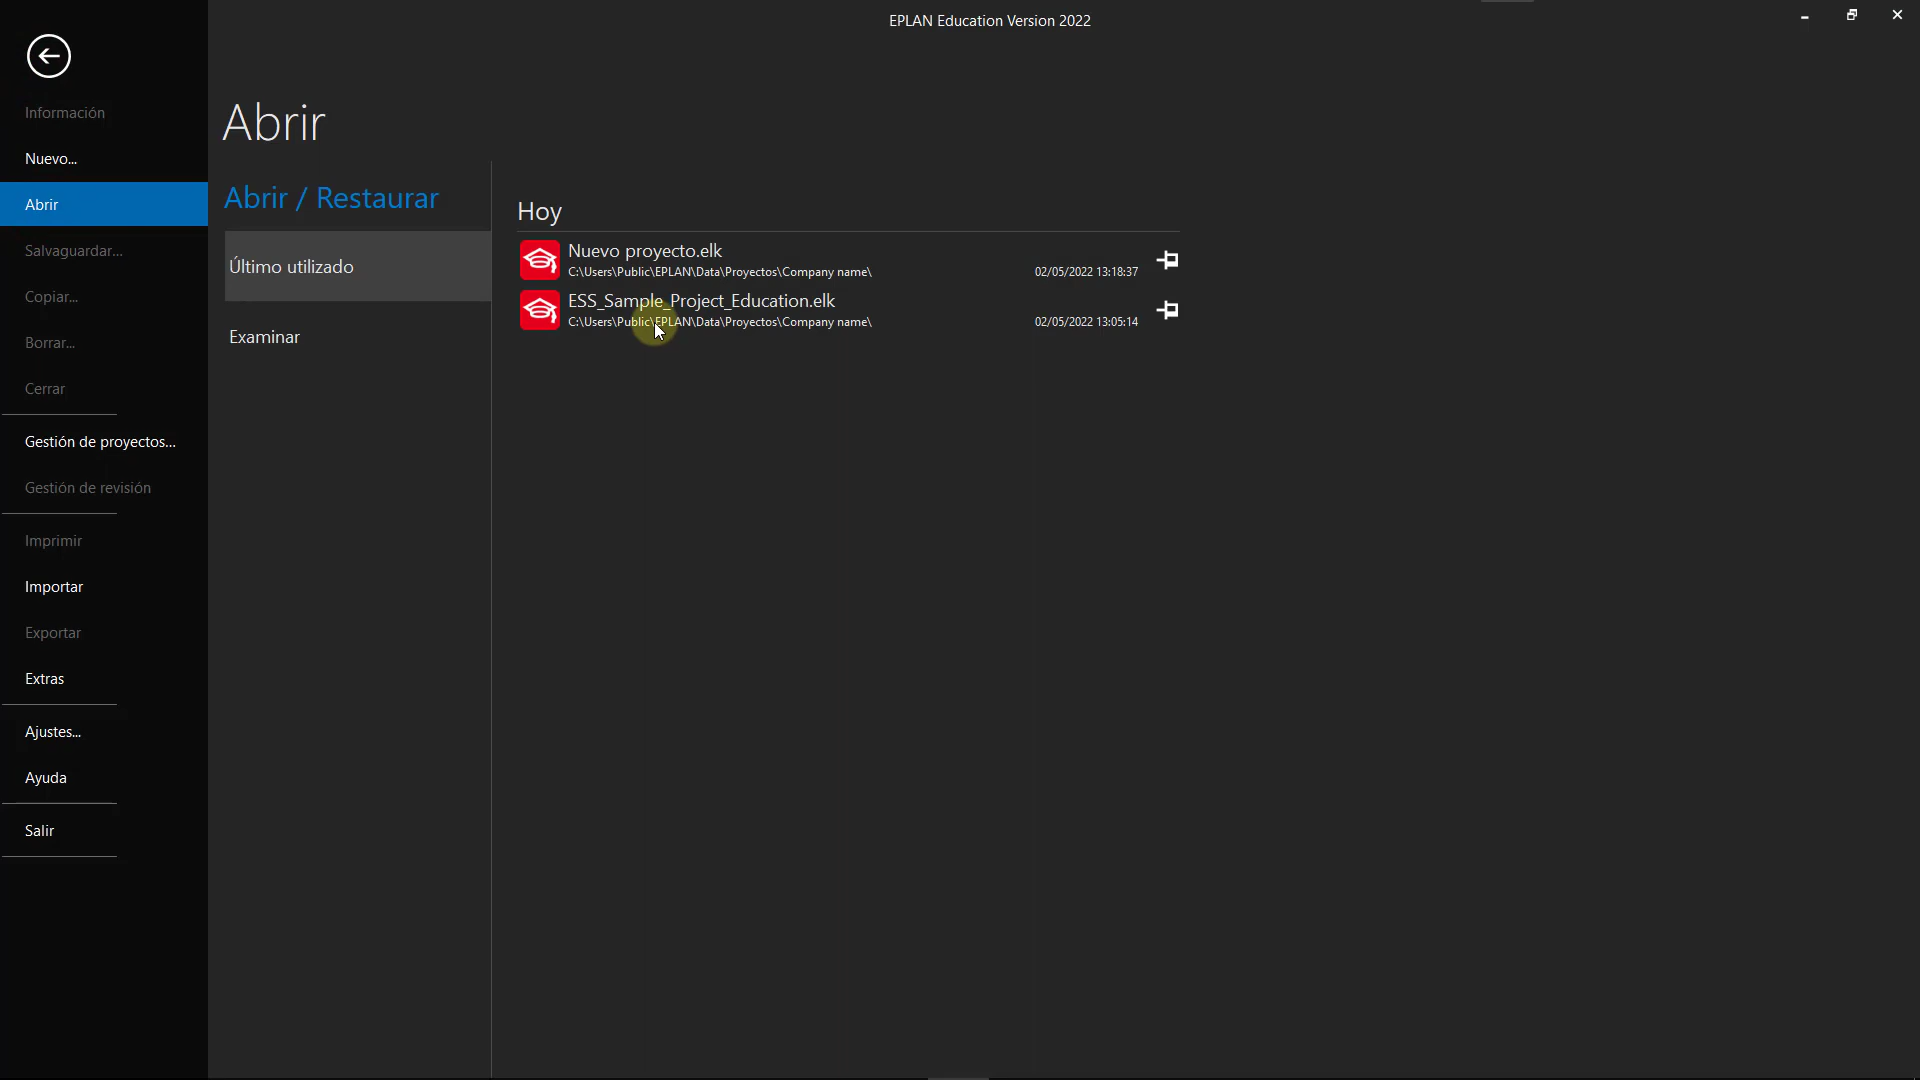 EPLAN Education Version 2022
Información
Nuevo...
Abrir
Salvaguardar...
Copiar...
Borrar...
Cerrar
Gestión de proyectos...
Gestión de revisión
Imprimir
Importar
Exportar
Extras
Ajustes...
Ayuda
Salir
Abrir
Abrir / Restaurar
Último utilizado
Examinar
Hoy
Nuevo proyecto.elk
C:\Users\Public\EPLAN\Data\Proyectos\Company name\ 02/05/2022 13:18:37
ESS_Sample_Project_Education.elk
C:\Users\Public\EPLAN\Data\Proyectos\Company name\ 02/05/2022 13:05:14